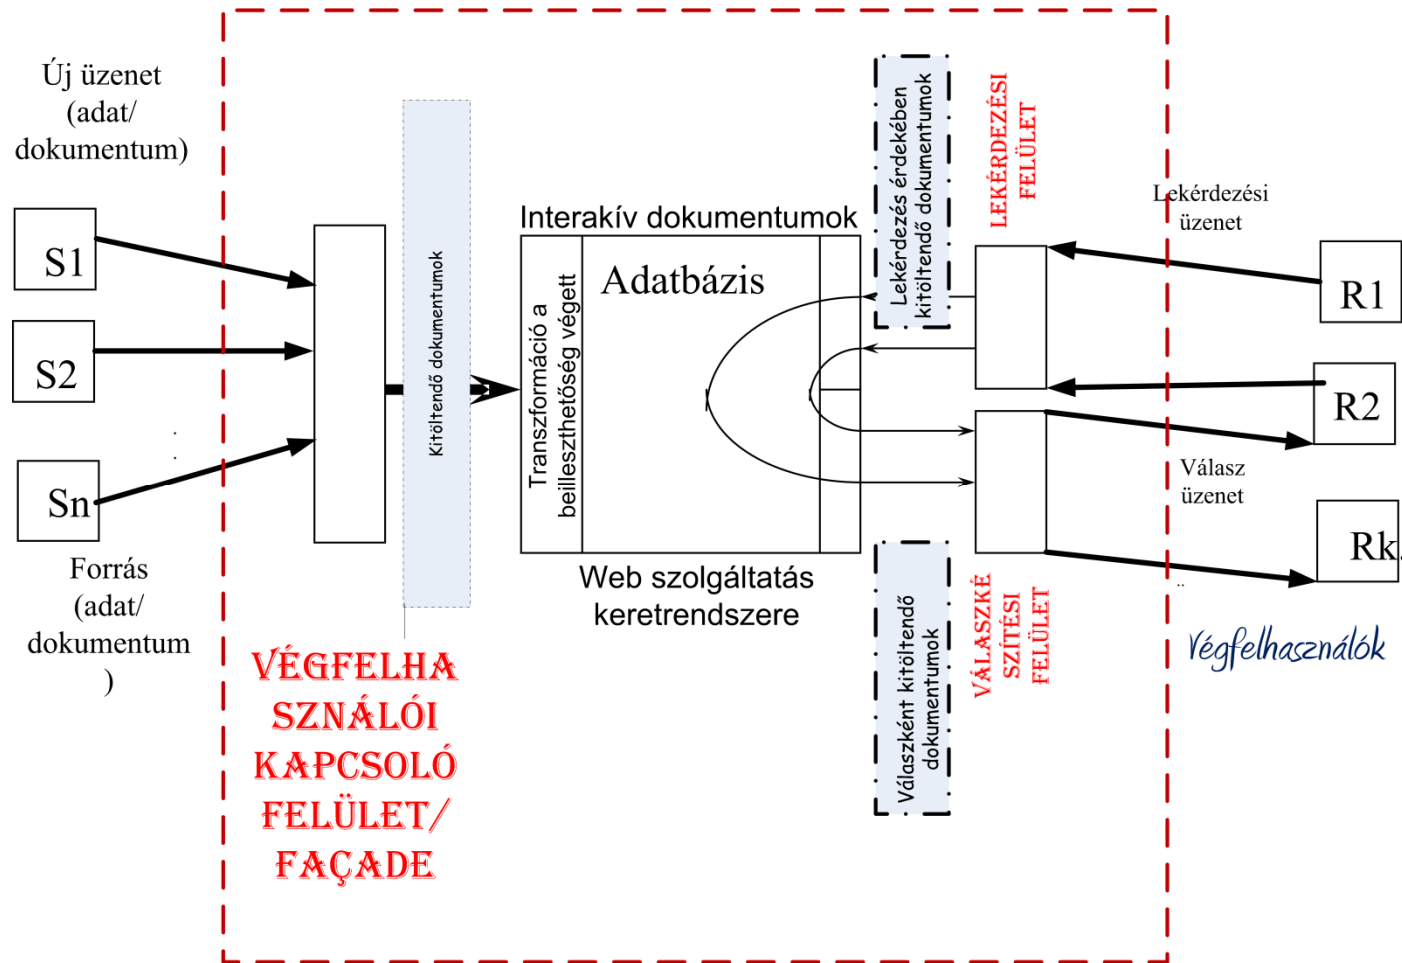 Új üzenet
(adat/
dokumentum)
S1
S2
.
.
Sn
Forrás
(adat/
dokumentum
)
Kitöltendő dokumentumok
VÉGFELHA
SZNÁLÓI
KAPCSOLÓ
FELÜLET/
FAÇADE
Interakív dokumentumok
Transzformáció a
beilleszthetőség végett
Adatbázis
Web szolgáltatás
keretrendszere
Lekérdezés érdekében
kitöltendő dokumentumok
LEKÉRDEZÉSI
FELÜLET
Válaszként kitöltendő
dokumentumok
VÁLASZKÉ
SZÍTÉSI
FELÜLET
Lekérdezési
üzenet
R1
R2
Válasz
üzenet
..
Rk.
Végfelhasználók